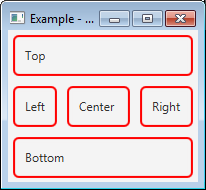 Example - ...
Top
Left Center Right
Bottom